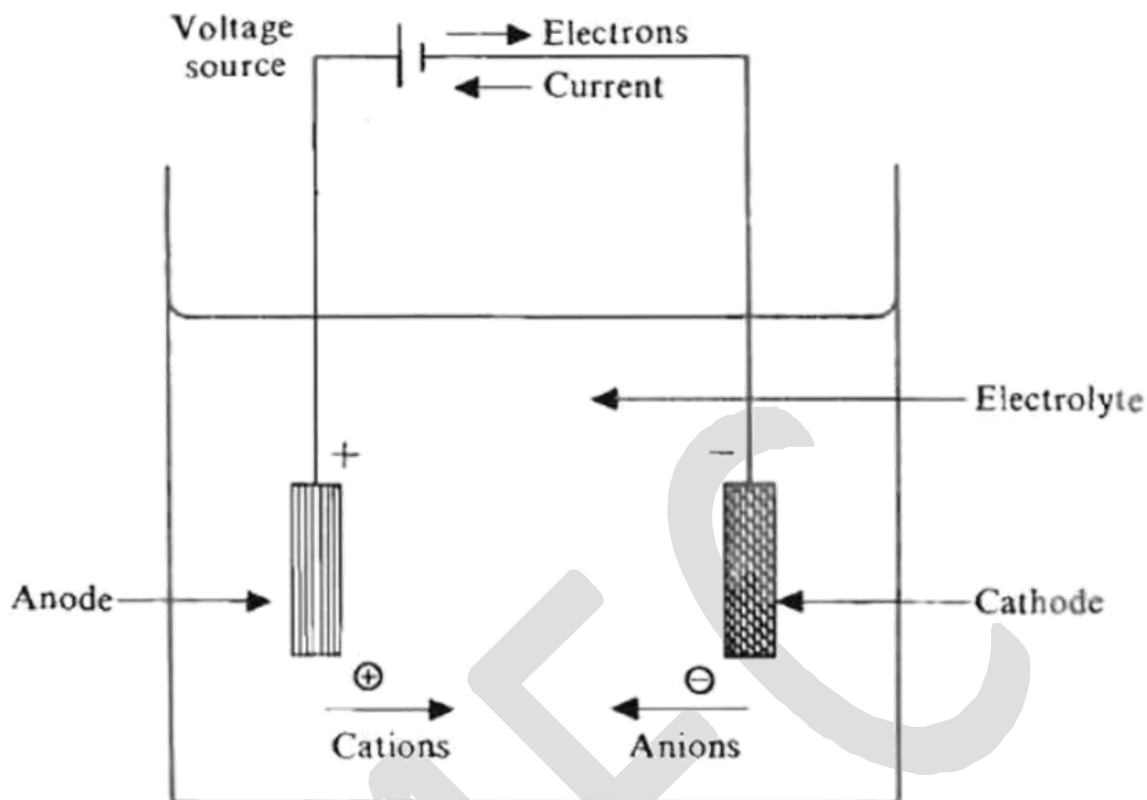 Voltage
source
Electrons
Current
Electrolyte
+
−
Anode
Cathode
+
−
Cations
Anions